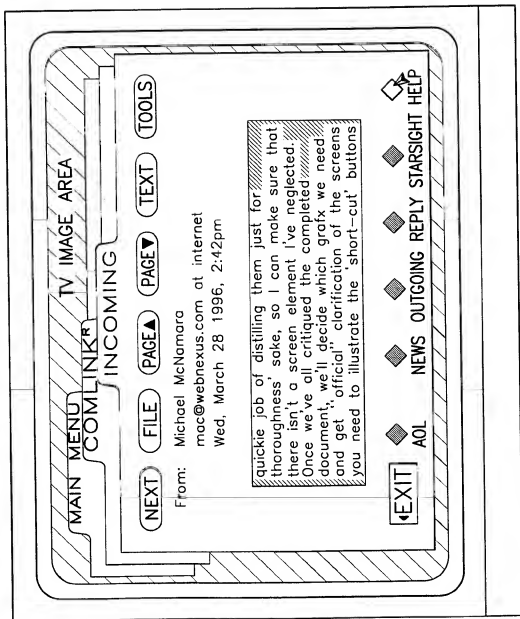 TV IMAGE AREA
MAIN MENU
COMLINK®
INCOMING
NEXT FILE PAGE▲ PAGE▼ TEXT TOOLS
From: Michael McNamara
mac@webnexus.com at internet
Wed, March 28 1996, 2:42pm
quickie job of distilling them just for
thoroughness' sake, so I can make sure that
there isn't a screen element I've neglected.
Once we've all critiqued the completed
document, we'll decide which grafx we need
and get "official" clarification of the screens
you need to illustrate the 'short-cut' buttons
◀EXIT AOL NEWS OUTGOING REPLY STARSIGHT HELP